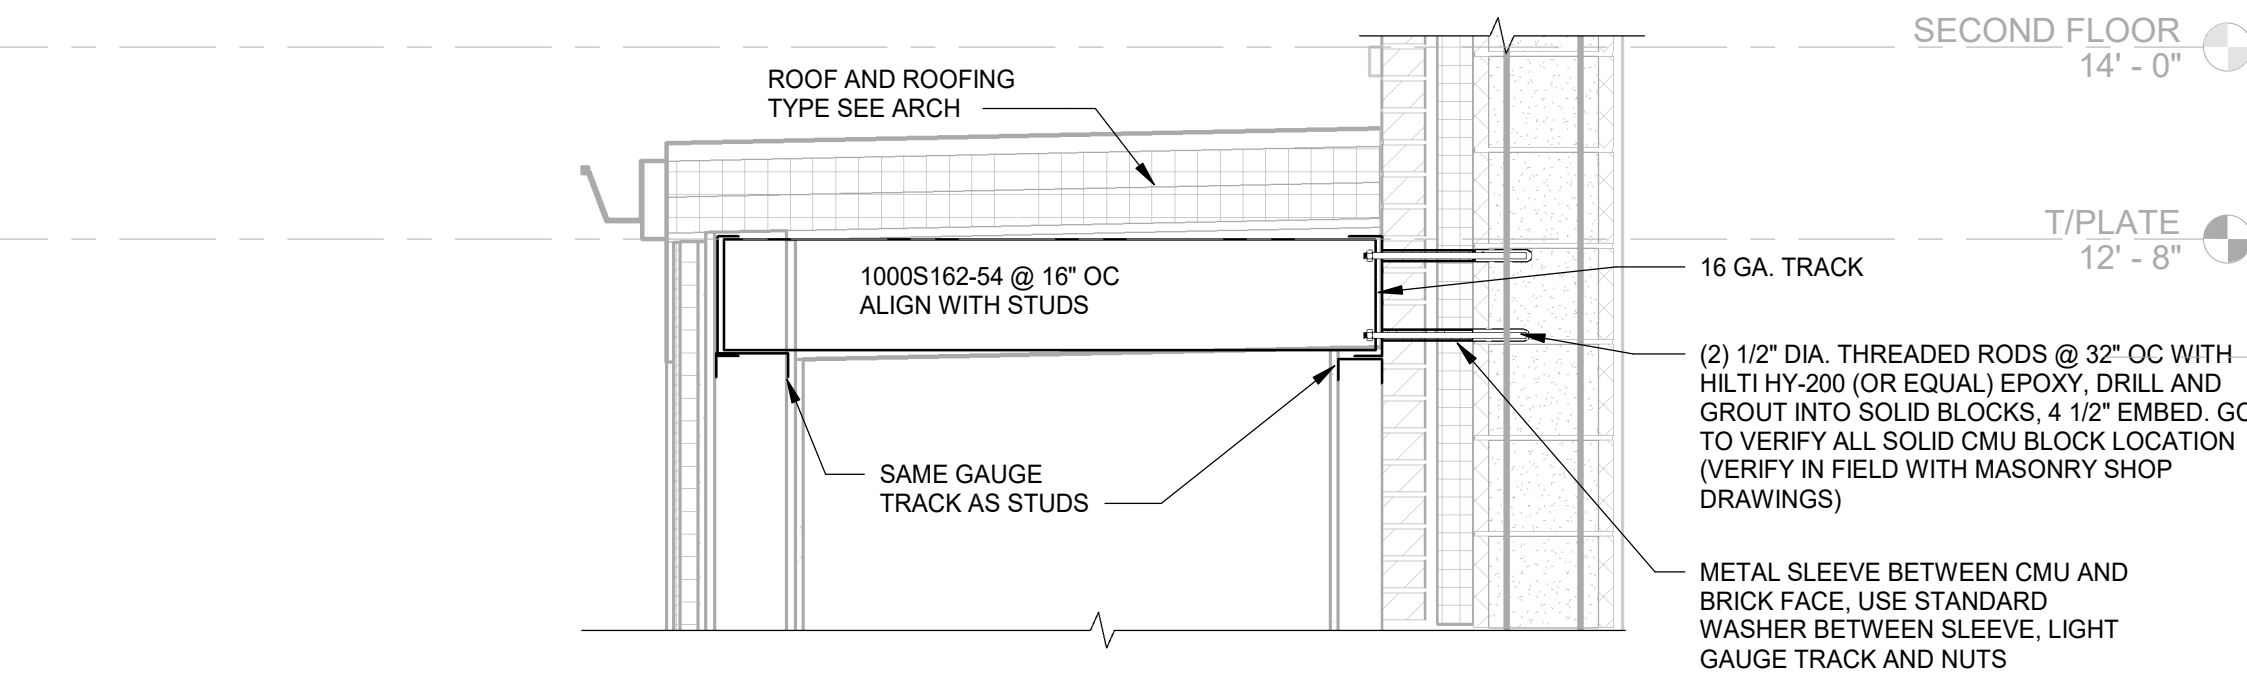 SECOND FLOOR
14' - 0"
ROOF AND ROOFING
TYPE SEE ARCH
T/PLATE
12' - 8"
1000S162-54 @ 16" OC
ALIGN WITH STUDS
16 GA. TRACK
(2) 1/2" DIA. THREADED RODS @ 32" OC WITH
HILTI HY-200 (OR EQUAL) EPOXY, DRILL AND
GROUT INTO SOLID BLOCKS, 4 1/2" EMBED.
TO VERIFY ALL SOLID CMU BLOCK LOCATION
(VERIFY IN FIELD WITH MASONRY SHOP
DRAWINGS)
SAME GAUGE
TRACK AS STUDS
METAL SLEEVE BETWEEN CMU AND
BRICK FACE, USE STANDARD
WASHER BETWEEN SLEEVE, LIGHT
GAUGE TRACK AND NUTS